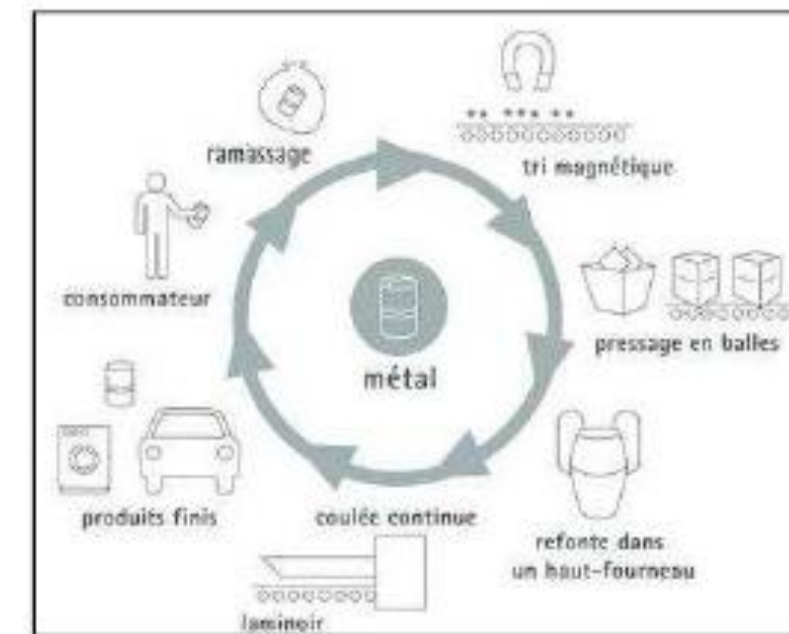 ramassage
tri magnétique
pressage en balles
refonte dans
un haut-fourneau
coulée continue
laminoir
produits finis
consommateur
métal